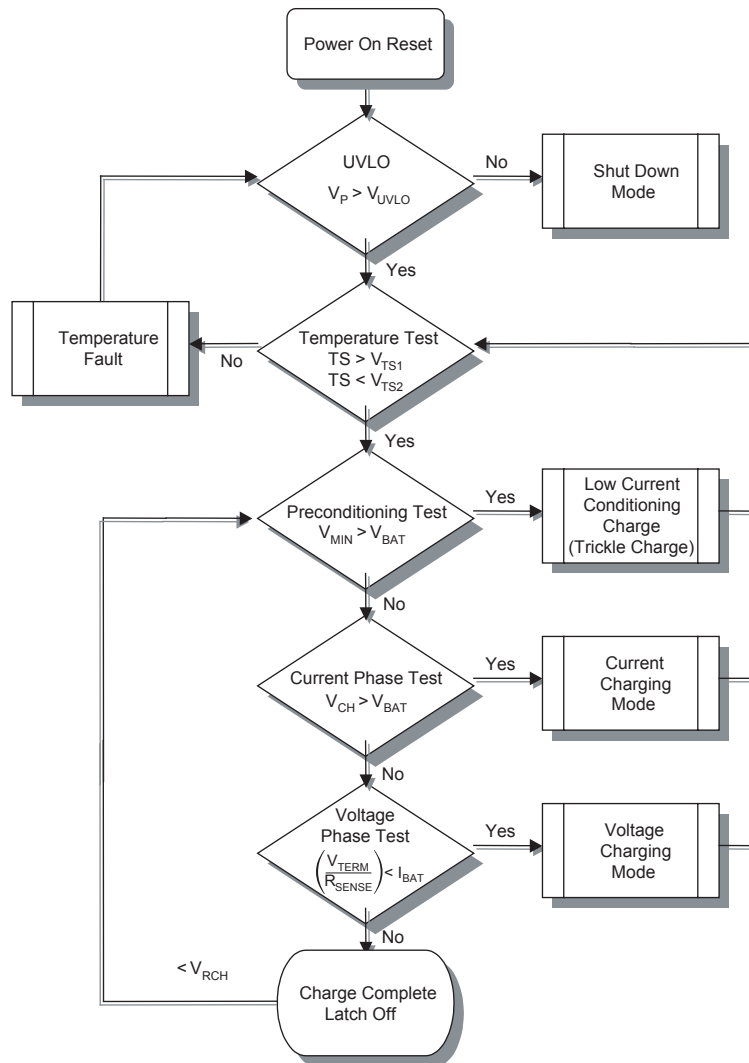 Power On Reset
UVLO
V_P > V_UVLO
No
Shut Down
Mode
Yes
Temperature
Fault
No
Temperature Test
TS > V_TS1
TS < V_TS2
Yes
Preconditioning Test
V_MIN > V_BAT
Yes
Low Current
Conditioning
Charge
(Trickle Charge)
No
Current Phase Test
V_CH > V_BAT
Yes
Current
Charging
Mode
No
Voltage
Phase Test
(V_TERM / R_SENSE) < I_BAT
Yes
Voltage
Charging
Mode
No
< V_RCH
Charge Complete
Latch Off